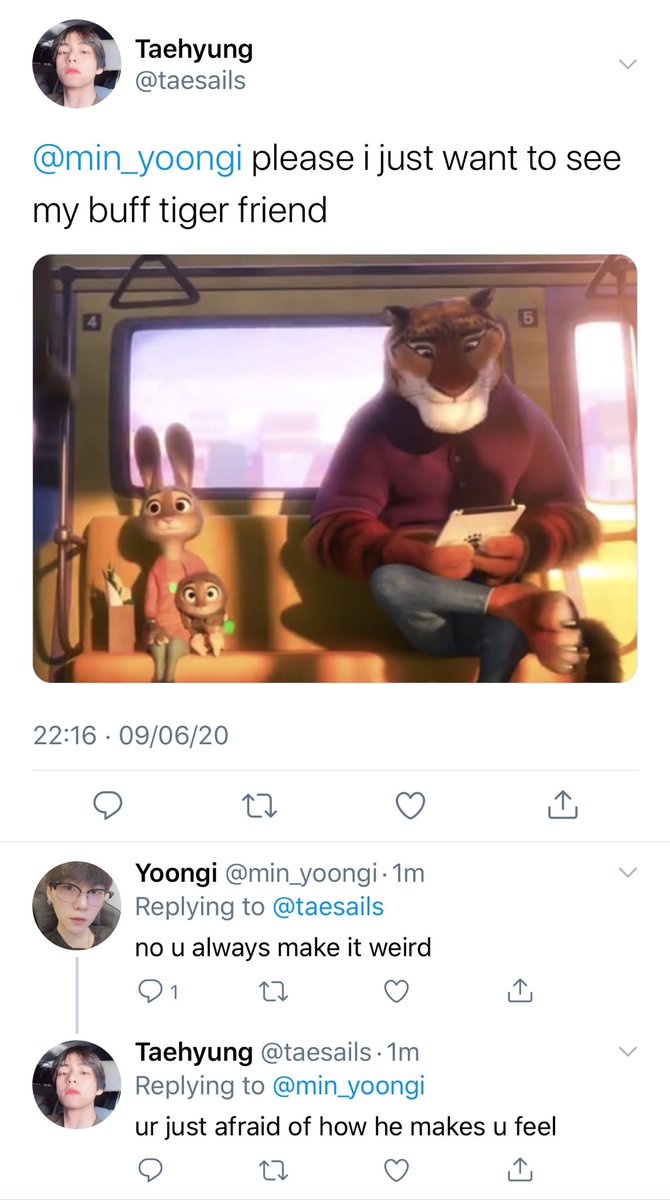 Taehyung
@taesails
@min_yoongi please i just want to see
my buff tiger friend
4
5
22:16 · 09/06/20
Yoongi @min_yoongi · 1m
Replying to @taesails
no u always make it weird
1
Taehyung @taesails · 1m
Replying to @min_yoongi
ur just afraid of how he makes u feel